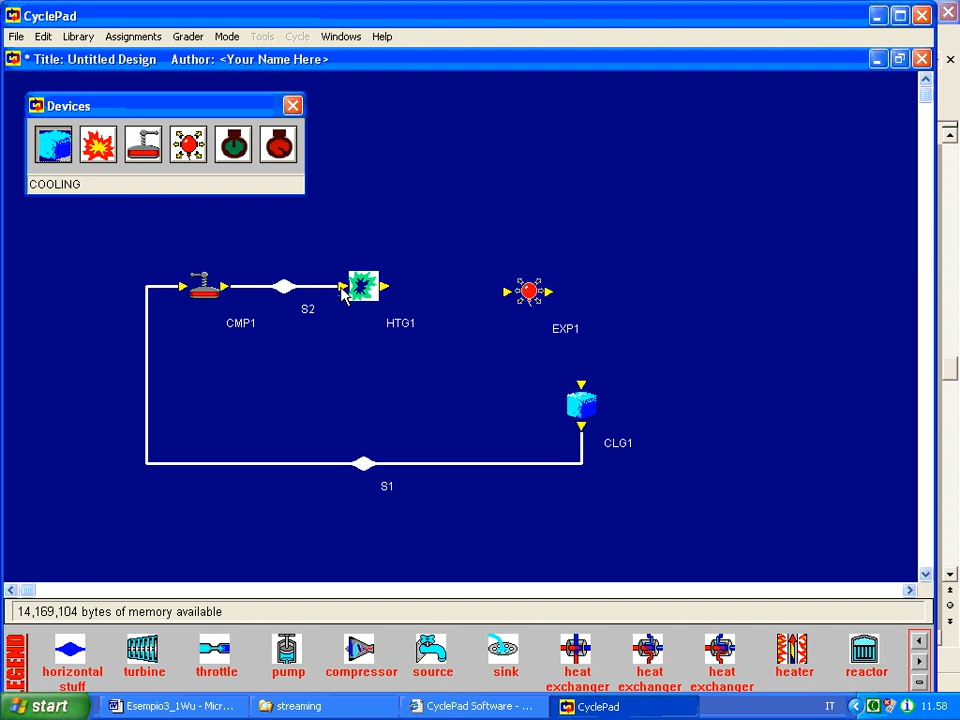 CyclePad
File Edit Library Assignments Grader Mode Tools Cycle Windows Help
* Title: Untitled Design Author: <Your Name Here>
Devices
COOLING
S2
CMP1
HTG1
EXP1
CLG1
S1
14,169,104 bytes of memory available
LEGEND
horizontal stuff
turbine
throttle
pump
compressor
source
sink
heat exchanger
heat exchanger
heat exchanger
heater
reactor
start
Esempio3_1Wu - Micr...
streaming
CyclePad Software - ...
CyclePad
IT
11.58